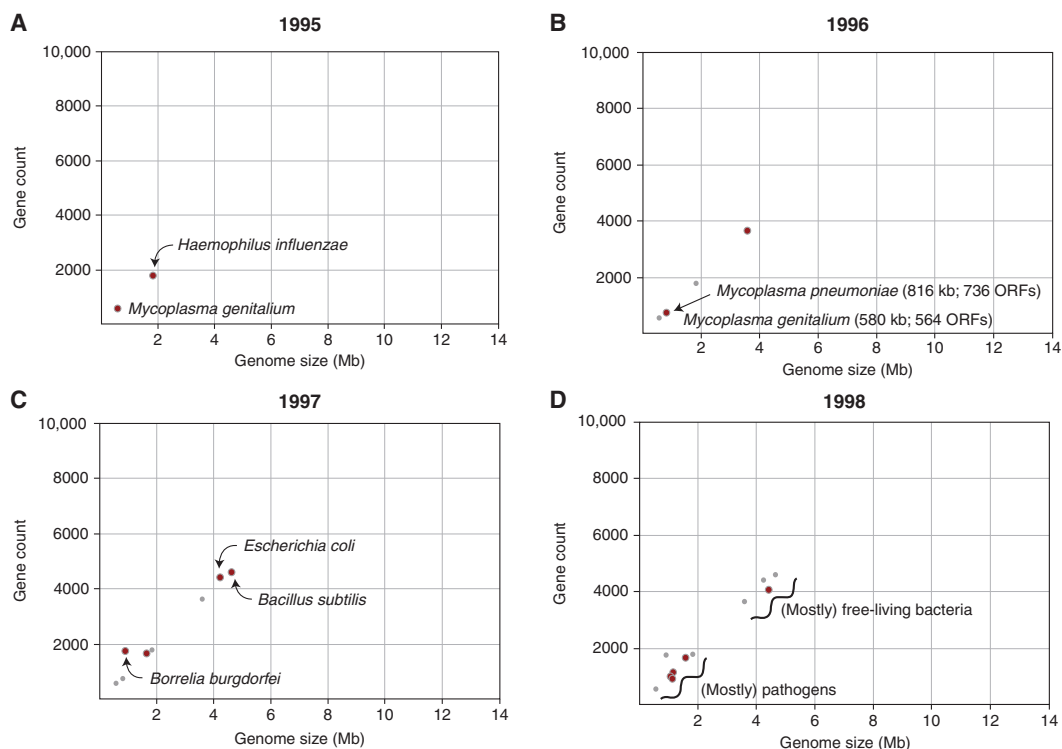 A
1995
10,000
8000
6000
4000
2000
Gene count
Haemophilus influenzae
Mycoplasma genitalium
2 4 6 8 10 12 14
Genome size (Mb)
B
1996
10,000
8000
6000
4000
2000
Gene count
Mycoplasma pneumoniae (816 kb; 736 ORFs)
Mycoplasma genitalium (580 kb; 564 ORFs)
2 4 6 8 10 12 14
Genome size (Mb)
C
1997
10,000
8000
6000
4000
2000
Gene count
Escherichia coli
Bacillus subtilis
Borrelia burgdorfei
2 4 6 8 10 12 14
Genome size (Mb)
D
1998
10,000
8000
6000
4000
2000
Gene count
(Mostly) free-living bacteria
(Mostly) pathogens
2 4 6 8 10 12 14
Genome size (Mb)